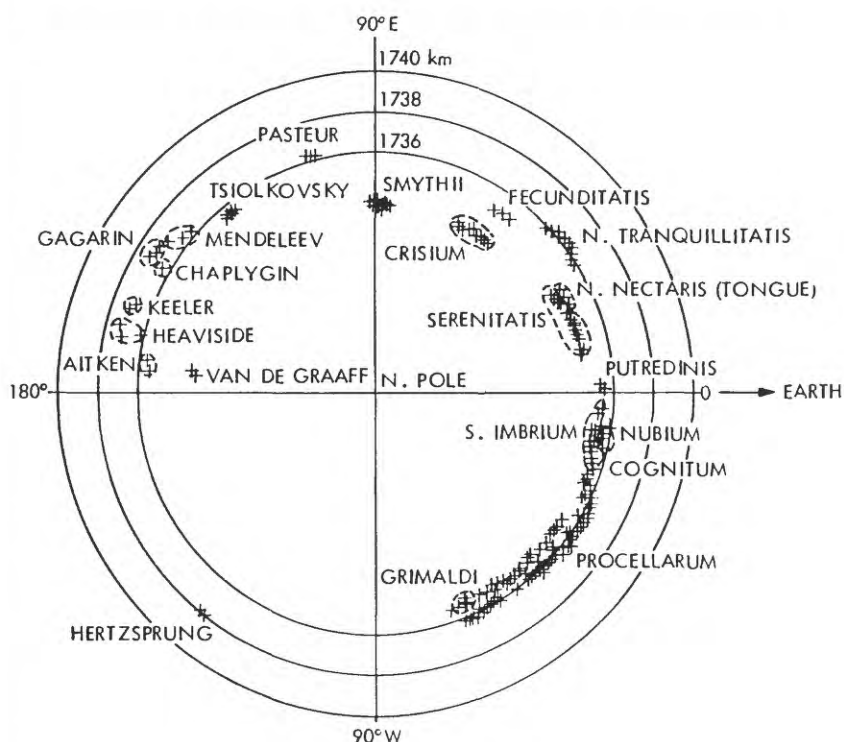 90° E
1740 km
1738
PASTEUR
1736
TSIOLKOVSKY
SMYTHII
FECUNDITATIS
GAGARIN
MENDELEEV
N. TRANQUILLITATIS
CRISIUM
CHAPLYGIN
N. NECTARIS (TONGUE)
KEELER
SERENITATIS
HEAVISIDE
AITKEN
PUTREDINIS
VAN DE GRAAFF
N. POLE
180°
0
EARTH
S. IMBRIUM
NUBIUM
COGNITUM
PROCELLARUM
GRIMALDI
HERTZSPRUNG
90° W